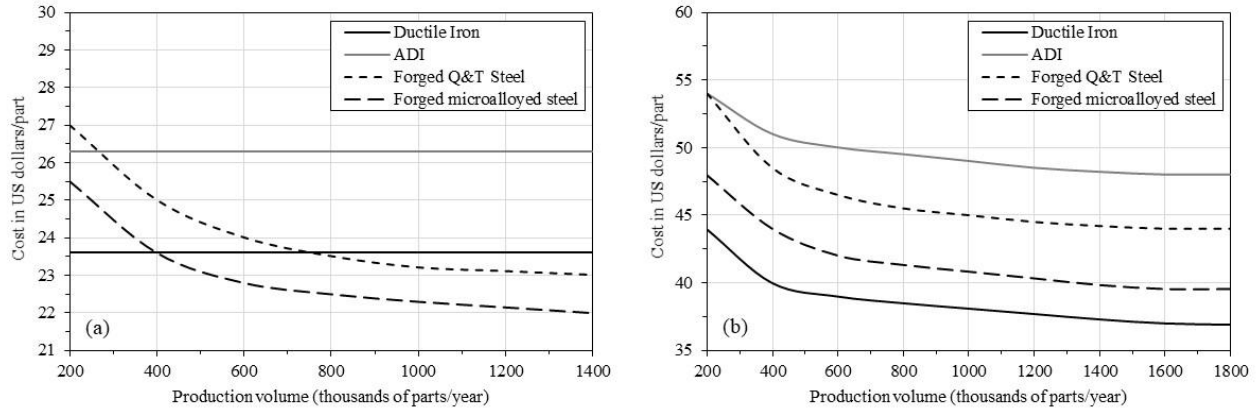 30
29
28
27
26
25
24
23
22
21
Cost in US dollars/part
Ductile Iron
ADI
Forged Q&T Steel
Forged microalloyed steel
(a)
200 400 600 800 1000 1200 1400
Production volume (thousands of parts/year)
60
55
50
45
40
35
Cost in US dollars/part
Ductile Iron
ADI
Forged Q&T Steel
Forged microalloyed steel
(b)
200 400 600 800 1000 1200 1400 1600 1800
Production volume (thousands of parts/year)